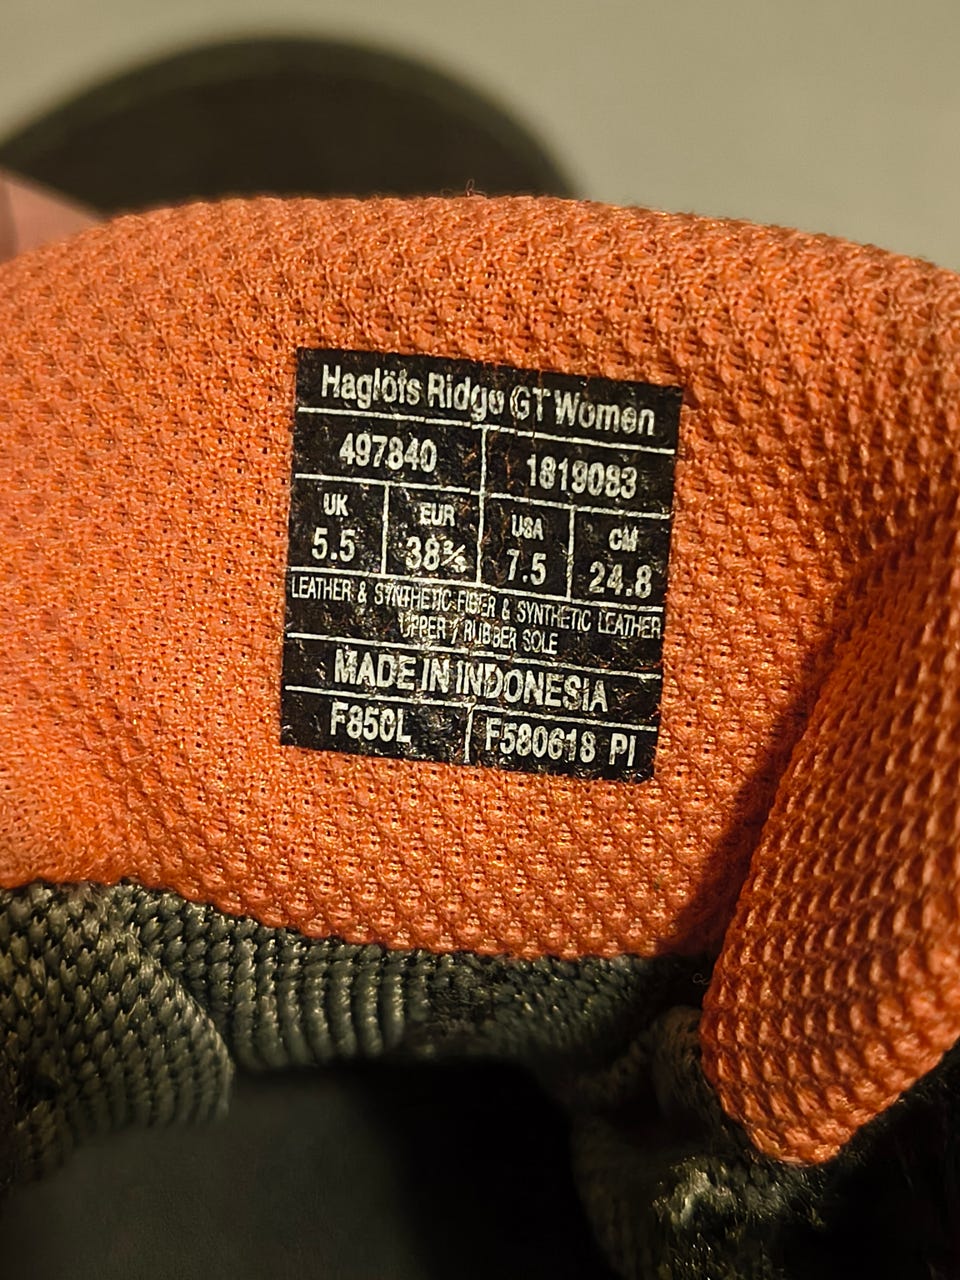 Haglöfs Ridge GT Women
497840 1819083
UK EUR USA CM
5.5 38⅔ 7.5 24.8
LEATHER & SYNTHETIC FIBER & SYNTHETIC LEATHER
UPPER / RUBBER SOLE
MADE IN INDONESIA
F850L F580618 PI